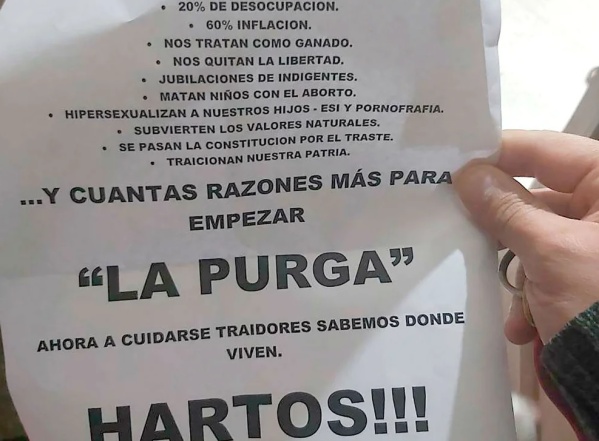 • 20% DE DESOCUPACION.
• 60% INFLACION.
• NOS TRATAN COMO GANADO.
• NOS QUITAN LA LIBERTAD.
• JUBILACIONES DE INDIGENTES.
• MATAN NIÑOS CON EL ABORTO.
• HIPERSEXUALIZAN A NUESTROS HIJOS - ESI Y PORNOFRAFIA.
• SUBVIERTEN LOS VALORES NATURALES.
• SE PASAN LA CONSTITUCION POR EL TRASTE.
• TRAICIONAN NUESTRA PATRIA.
...Y CUANTAS RAZONES MÁS PARA
EMPEZAR
“LA PURGA”
AHORA A CUIDARSE TRAIDORES SABEMOS DONDE
VIVEN.
HARTOS!!!